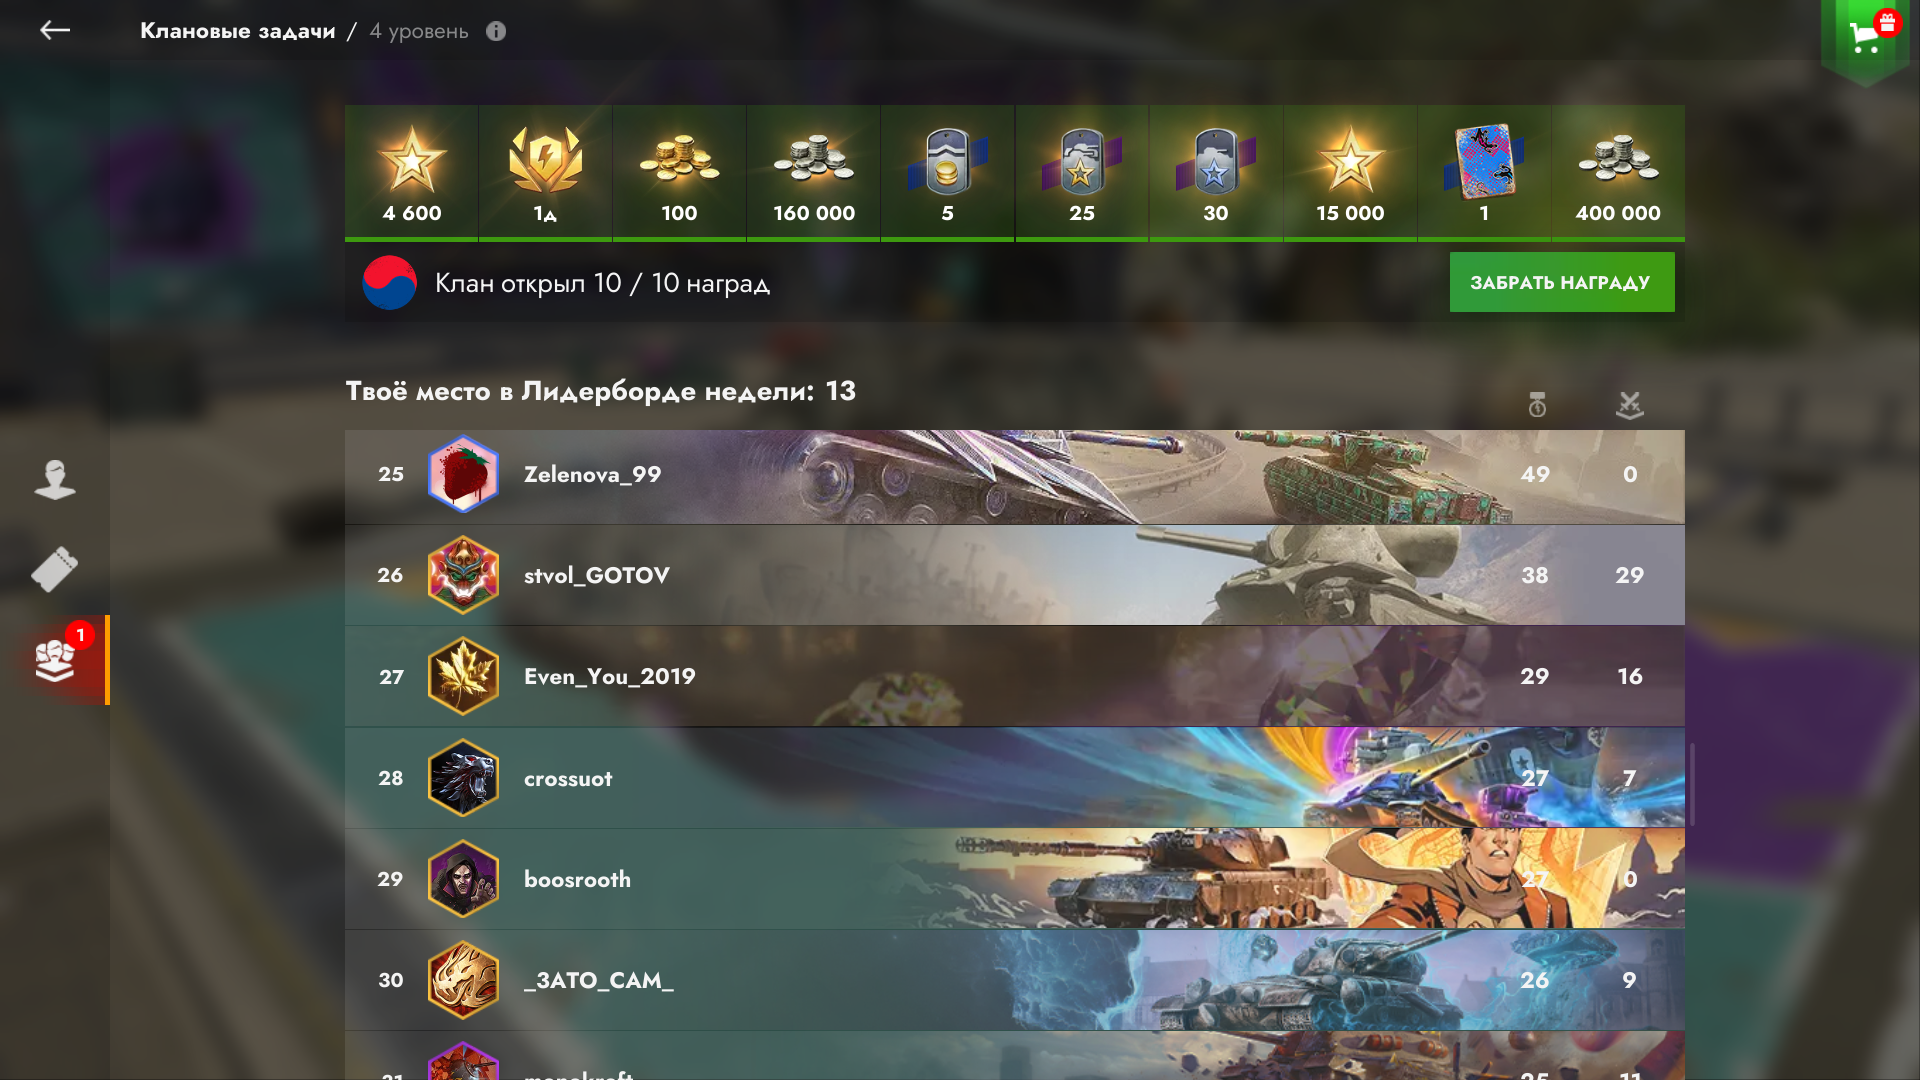 Клановые задачи / 4 уровень
4 600 1д 100 160 000 5 25 30 15 000 1 400 000
Клан открыл 10 / 10 наград
ЗАБРАТЬ НАГРАДУ
Твоё место в Лидерборде недели: 13
25 Zelenova_99 49 0
26 stvol_GOTOV 38 29
27 Even_You_2019 29 16
1
28 crossuot 27 7
29 boosrooth 27 0
30 _3ATO_CAM_ 26 9